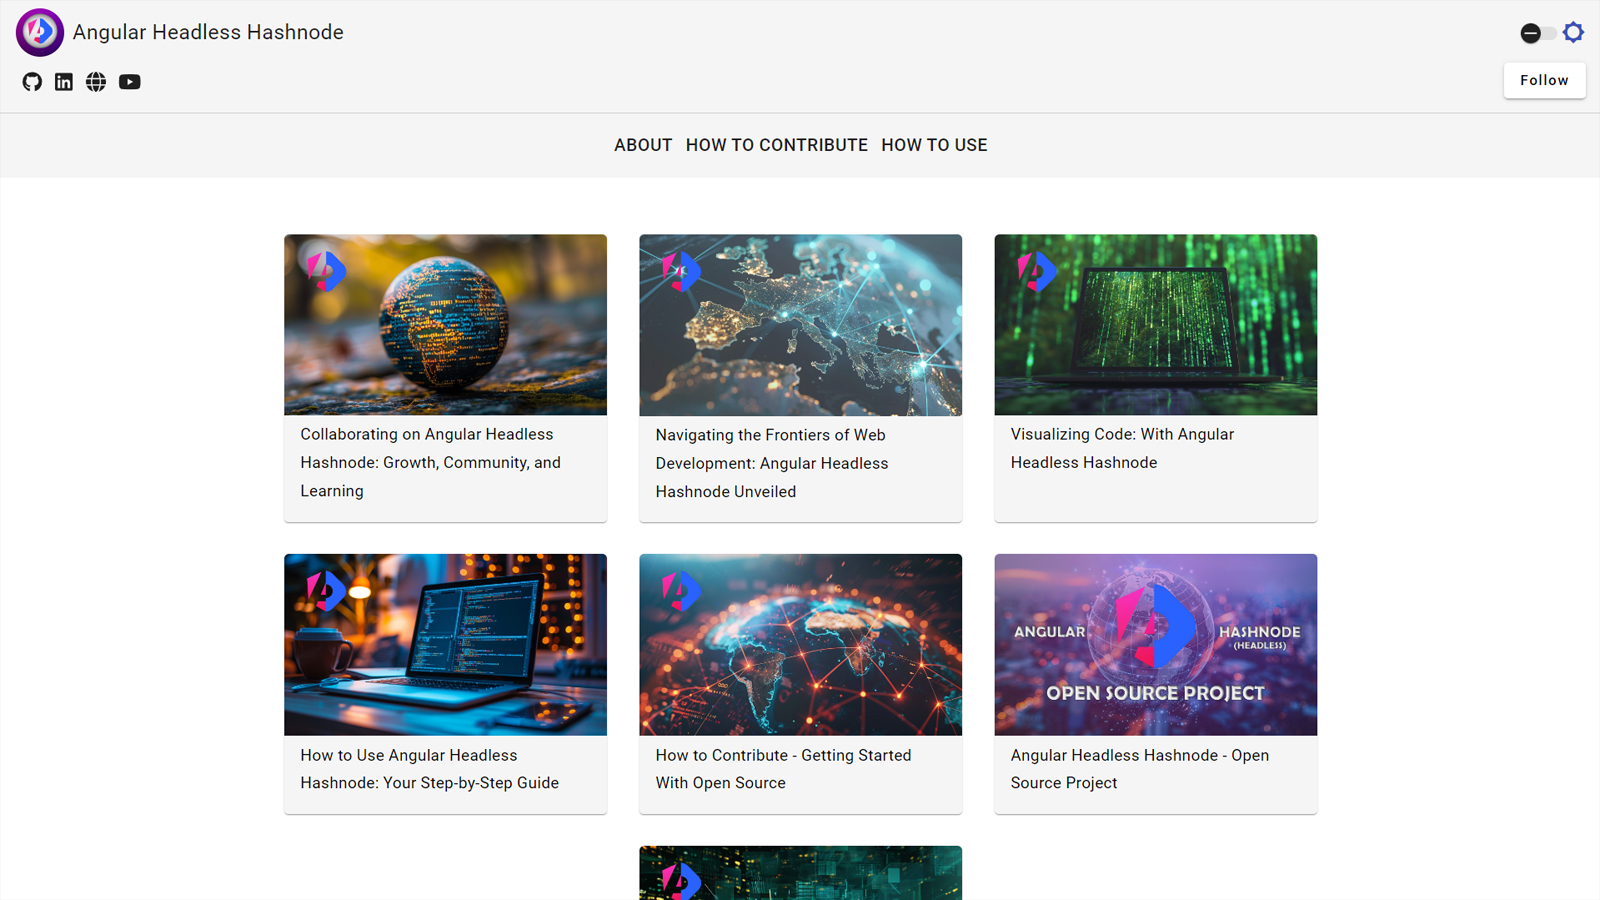 Angular Headless Hashnode
Follow
ABOUT HOW TO CONTRIBUTE HOW TO USE
Collaborating on Angular Headless
Hashnode: Growth, Community, and
Learning
Navigating the Frontiers of Web
Development: Angular Headless
Hashnode Unveiled
Visualizing Code: With Angular
Headless Hashnode
ANGULAR
HASHNODE
(HEADLESS)
OPEN SOURCE PROJECT
How to Use Angular Headless
Hashnode: Your Step-by-Step Guide
How to Contribute - Getting Started
With Open Source
Angular Headless Hashnode - Open
Source Project